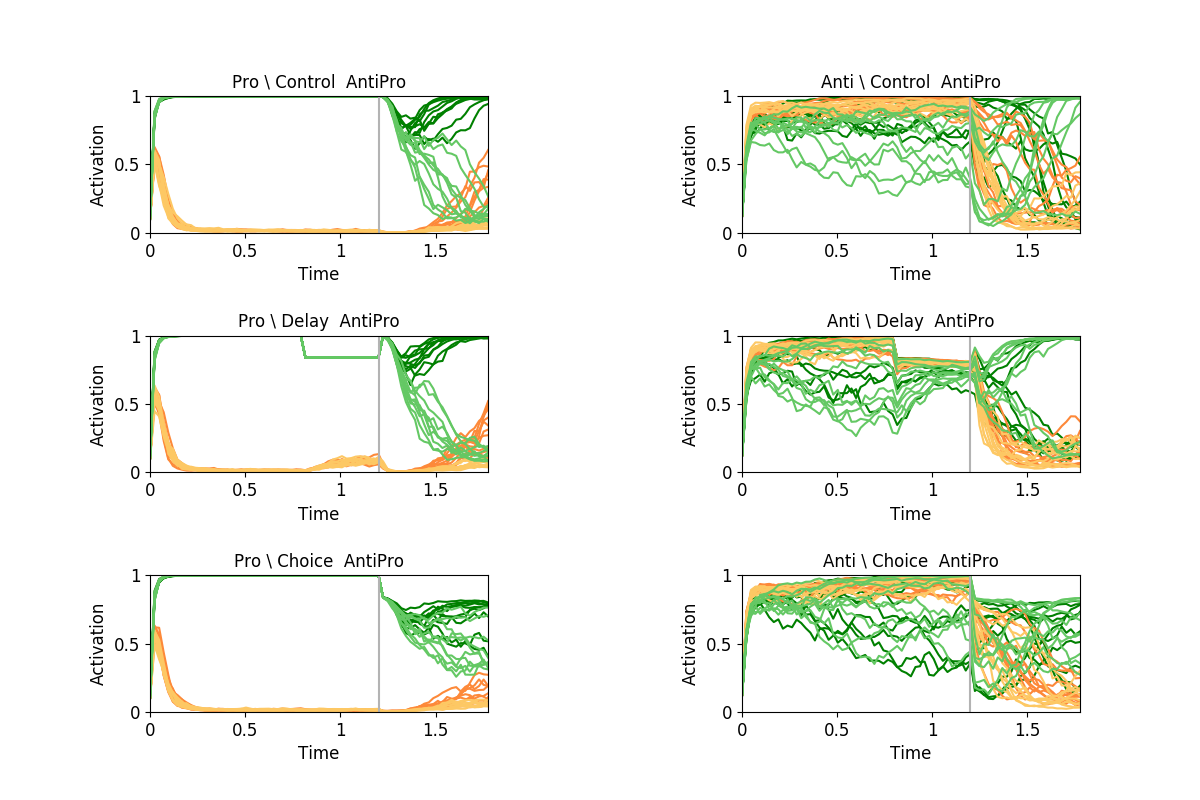 Pro \ Control  AntiPro
Activation
1
0.5
0
0
0.5
1
1.5
Time
Anti \ Control  AntiPro
Activation
1
0.5
0
0
0.5
1
1.5
Time
Pro \ Delay  AntiPro
Activation
1
0.5
0
0
0.5
1
1.5
Time
Anti \ Delay  AntiPro
Activation
1
0.5
0
0
0.5
1
1.5
Time
Pro \ Choice  AntiPro
Activation
1
0.5
0
0
0.5
1
1.5
Time
Anti \ Choice  AntiPro
Activation
1
0.5
0
0
0.5
1
1.5
Time